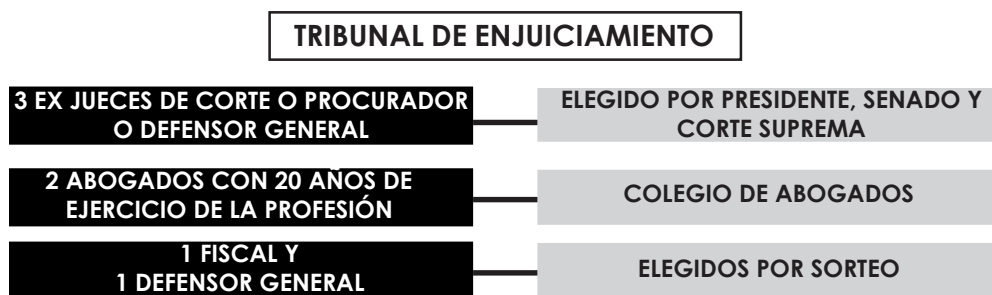 TRIBUNAL DE ENJUICIAMIENTO
3 EX JUECES DE CORTE O PROCURADOR
O DEFENSOR GENERAL
ELEGIDO POR PRESIDENTE, SENADO Y
CORTE SUPREMA
2 ABOGADOS CON 20 AÑOS DE
EJERCICIO DE LA PROFESIÓN
COLEGIO DE ABOGADOS
1 FISCAL Y
1 DEFENSOR GENERAL
ELEGIDOS POR SORTEO